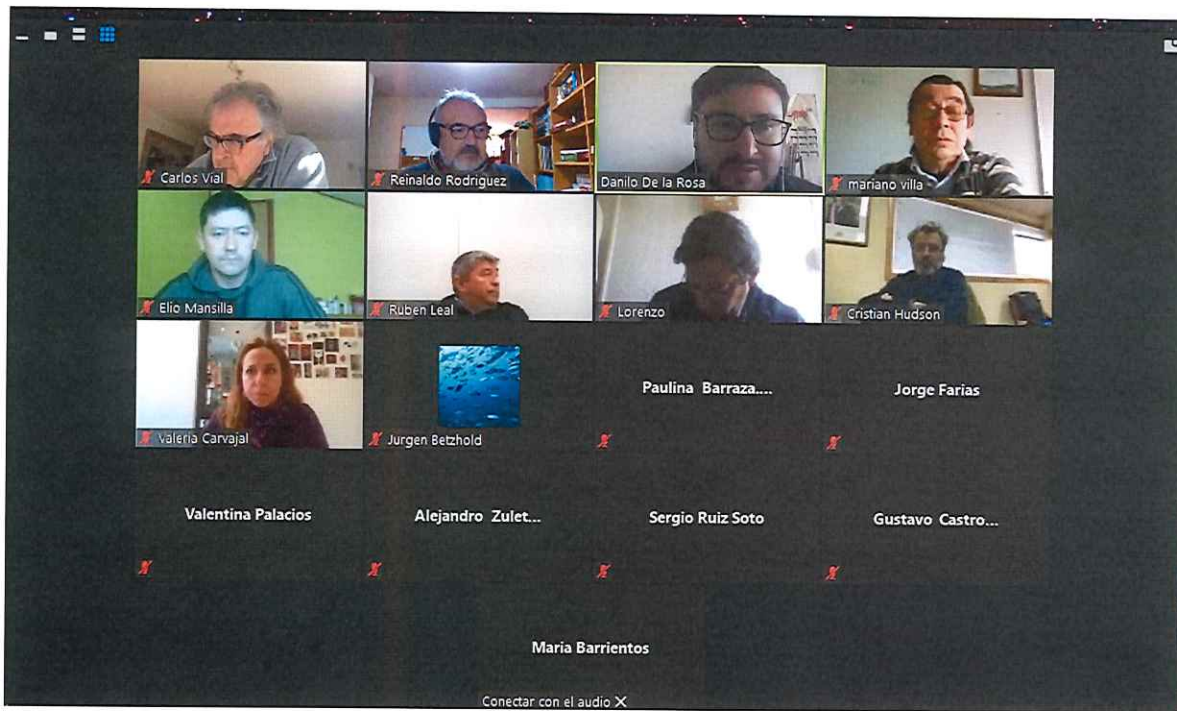 Carlos Vial
Reinaldo Rodriguez
Danilo De la Rosa
mariano villa
Elio Mansilla
Ruben Leal
Lorenzo
Cristian Hudson
Valeria Carvajal
Jurgen Betzhold
Paulina Barraza....
Jorge Farias
Valentina Palacios
Alejandro Zulet...
Sergio Ruiz Soto
Gustavo Castro...
Maria Barrientos
Conectar con el audio X